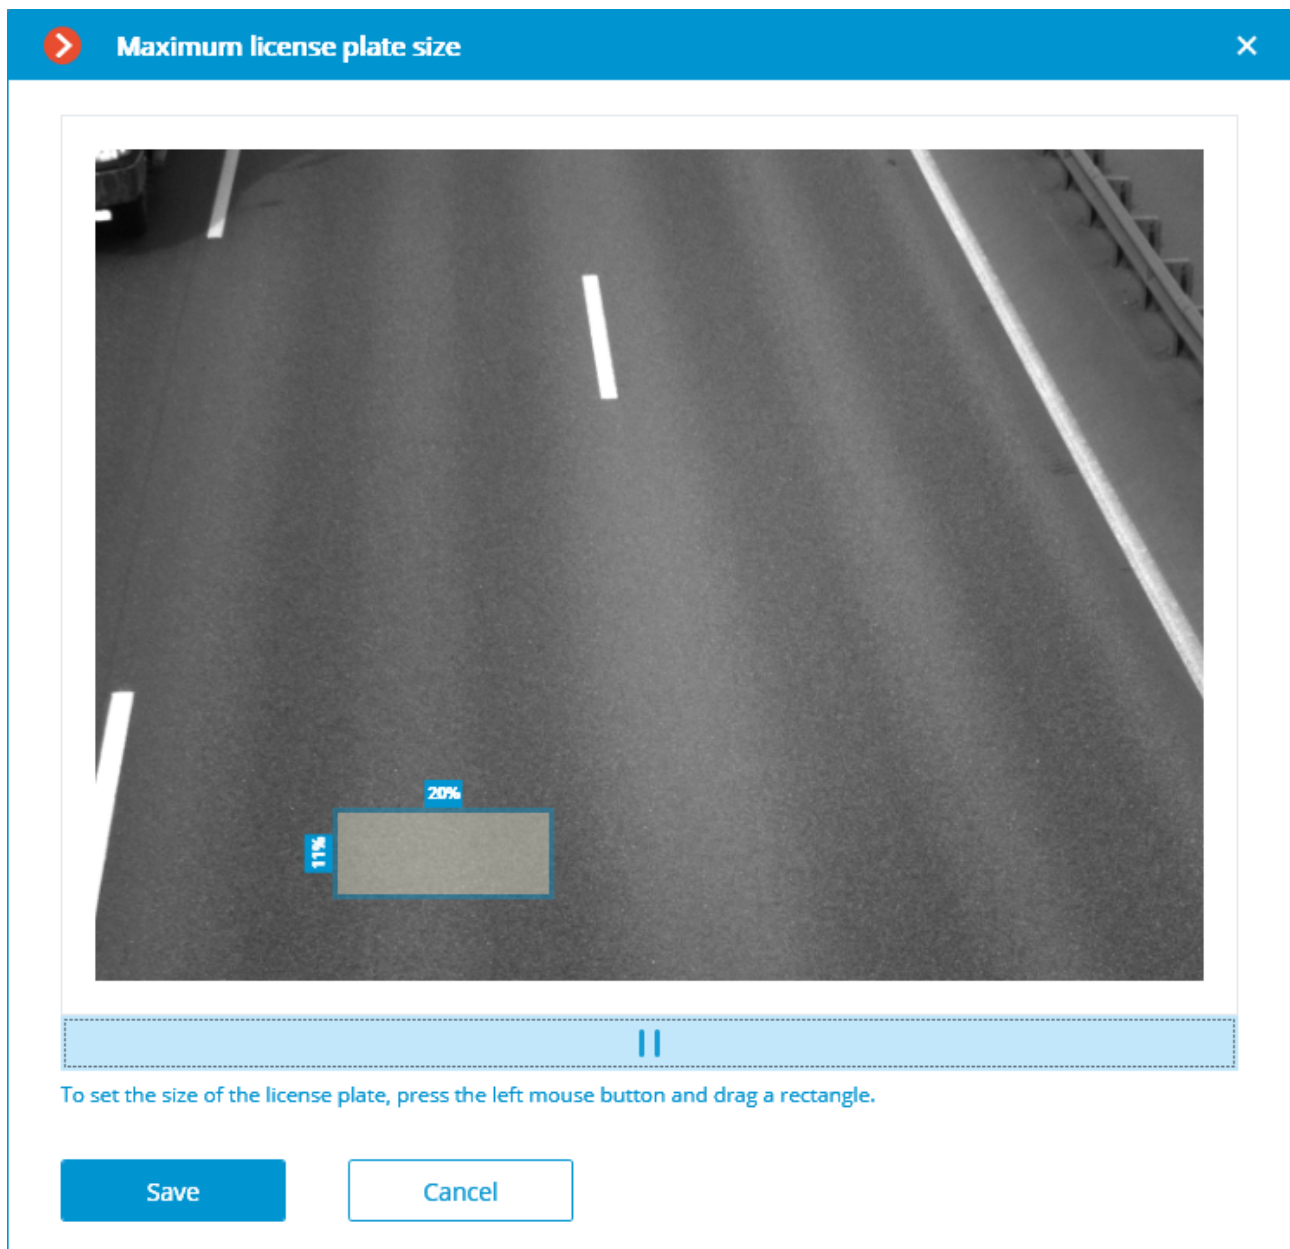 Maximum license plate size
20%
11%
To set the size of the license plate, press the left mouse button and drag a rectangle.
Save
Cancel